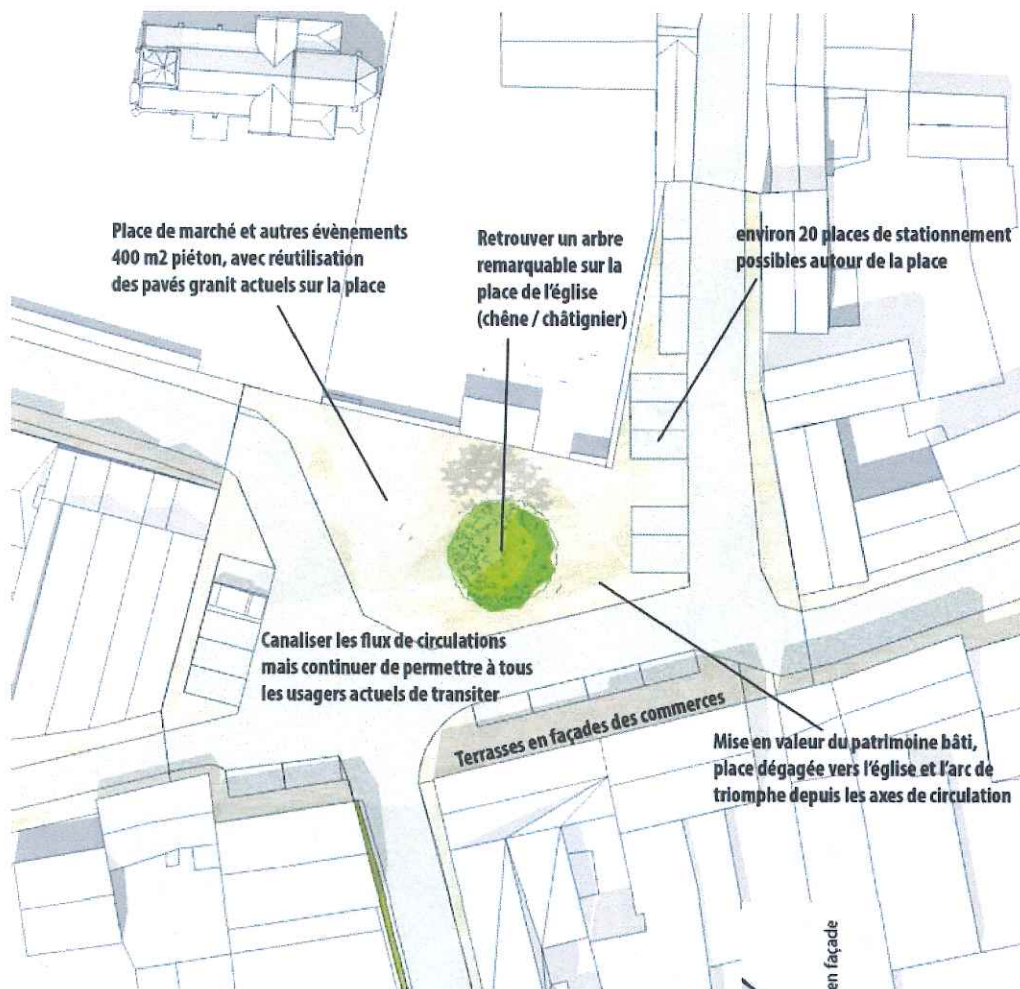 Place de marché et autres évènements
400 m2 piéton, avec réutilisation
des pavés granit actuels sur la place
Retrouver un arbre
remarquable sur la
place de l'église
(chêne / châtignier)
environ 20 places de stationnement
possibles autour de la place
Canaliser les flux de circulations
mais continuer de permettre à tous
les usagers actuels de transiter
Terrasses en façades des commerces
Mise en valeur du patrimoine bâti,
place dégagée vers l'église et l'arc de
triomphe depuis les axes de circulation
en façade